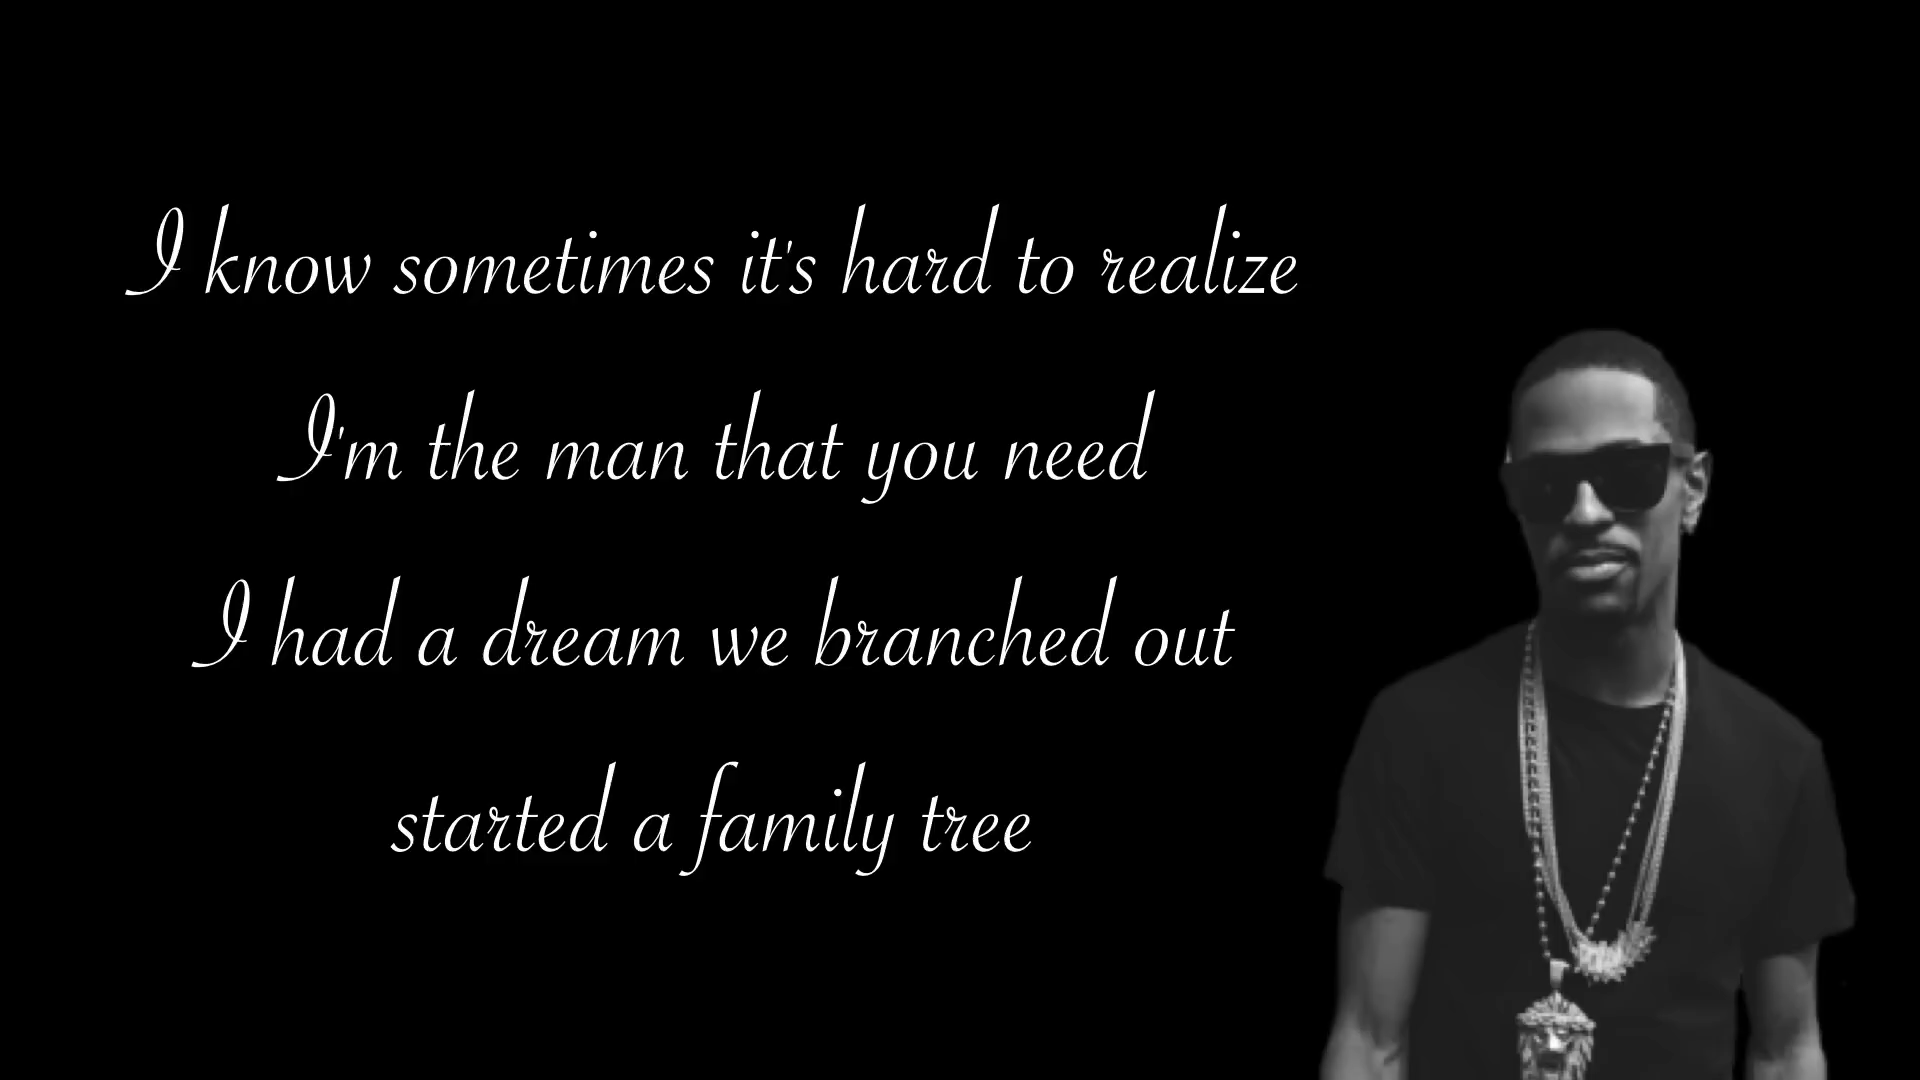 I know sometimes it's hard to realize
I'm the man that you need
I had a dream we branched out
started a family tree